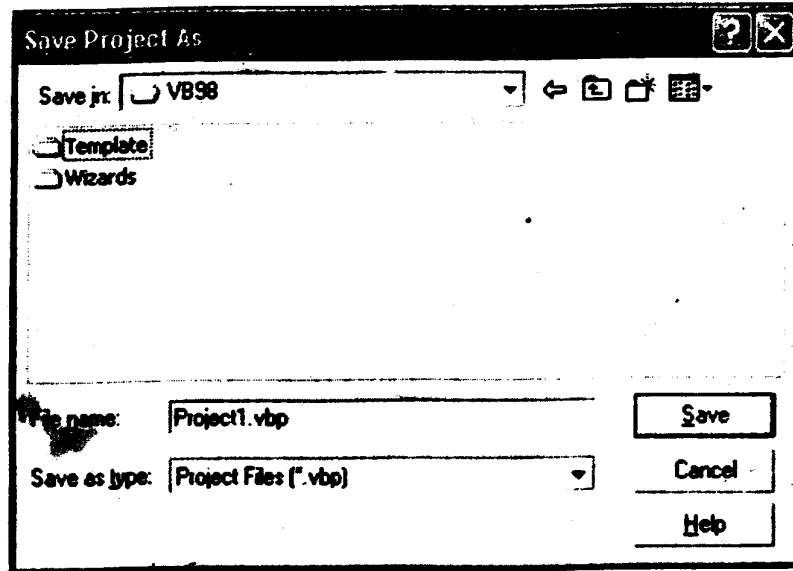 Save Project As
Save in: VB98
Template
Wizards
File name: Project1.vbp
Save
Save as type: Project Files (*.vbp)
Cancel
Help